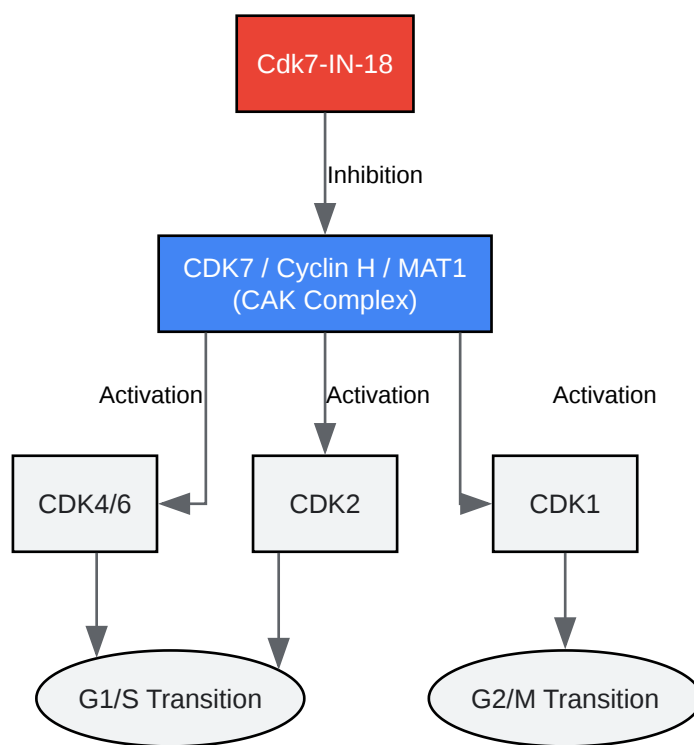 Cdk7-IN-18
Inhibition
CDK7 / Cyclin H / MAT1
(CAK Complex)
Activation
Activation
Activation
CDK4/6
CDK2
CDK1
G1/S Transition
G2/M Transition